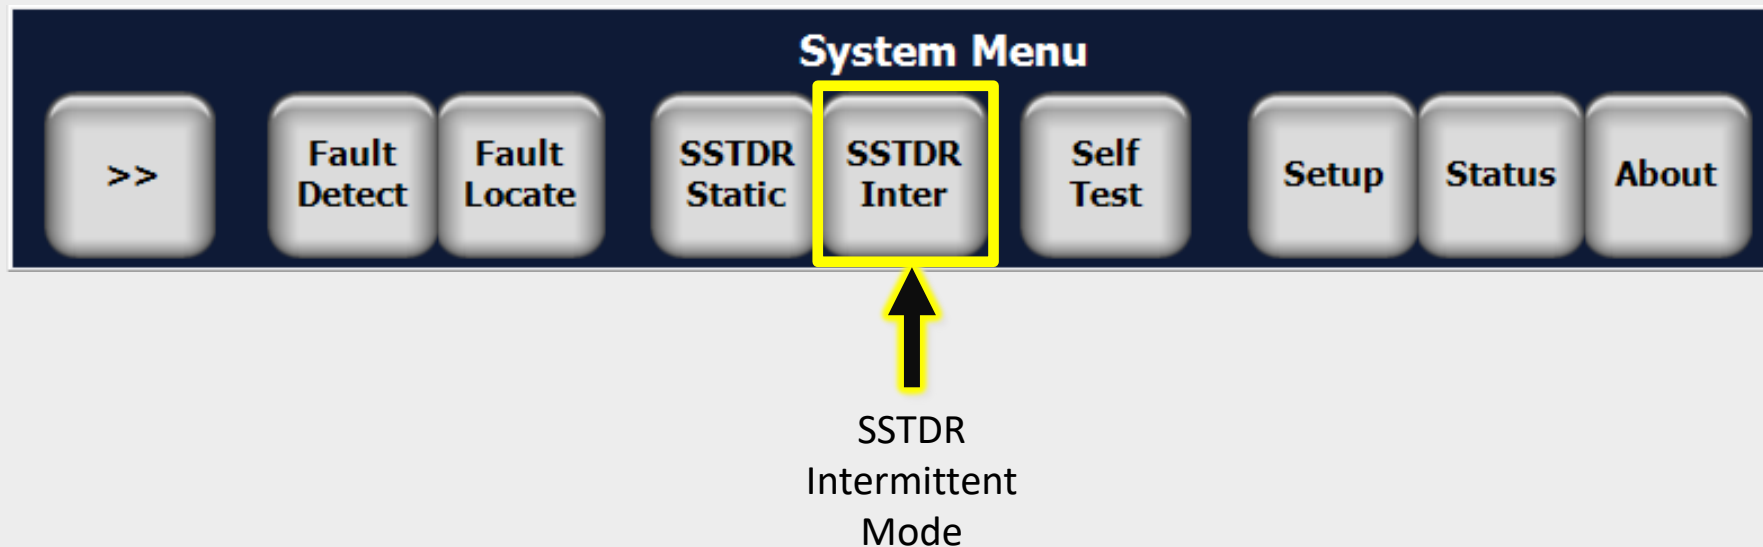 System Menu
>>
Fault
Detect
Fault
Locate
SSTDR
Static
SSTDR
Inter
Self
Test
Setup
Status
About
SSTDR
Intermittent
Mode